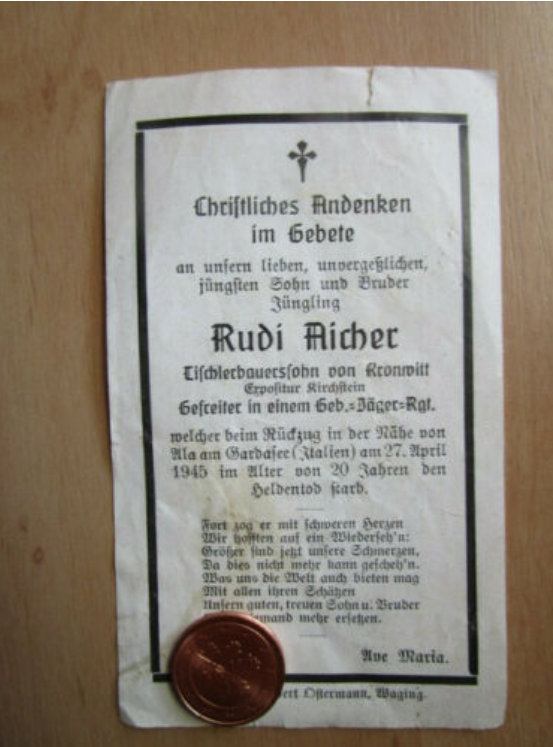 Christliches Andenken
im Gebete
an unsern lieben, unvergeßlichen,
jüngsten Sohn und Bruder
Jüngling
Rudi Aicher
Tischlerbauerssohn von Kronwitt
Expositur Kirchstein
Gefreiter in einem Geb.=Jäger=Rgt.
welcher beim Rückzug in der Nähe von
Ala am Gardasee (Italien) am 27. April
1945 im Alter von 20 Jahren den
Heldentod starb.
Fort zog er mit schweren Herzen
Wir hofften auf ein Wiederseh'n:
Größer sind jetzt unsere Schmerzen,
Da dies nicht mehr kann gescheh'n.
Was uns die Welt auch bieten mag
Mit allen ihren Schätzen
Unsern guten, treuen Sohn u. Bruder
mehr ersetzen.
Ave Maria.
Ostermann, Waging.